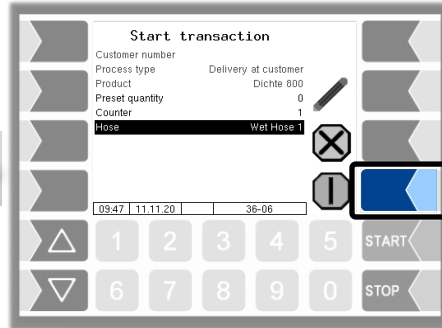 Start transaction
Customer number
Process type Delivery at customer
Product Dichte 800
Preset quantity 0
Counter 1
Hose Wet Hose 1
09:47 11.11.20 36-06
1 2 3 4 5 START
6 7 8 9 0 STOP